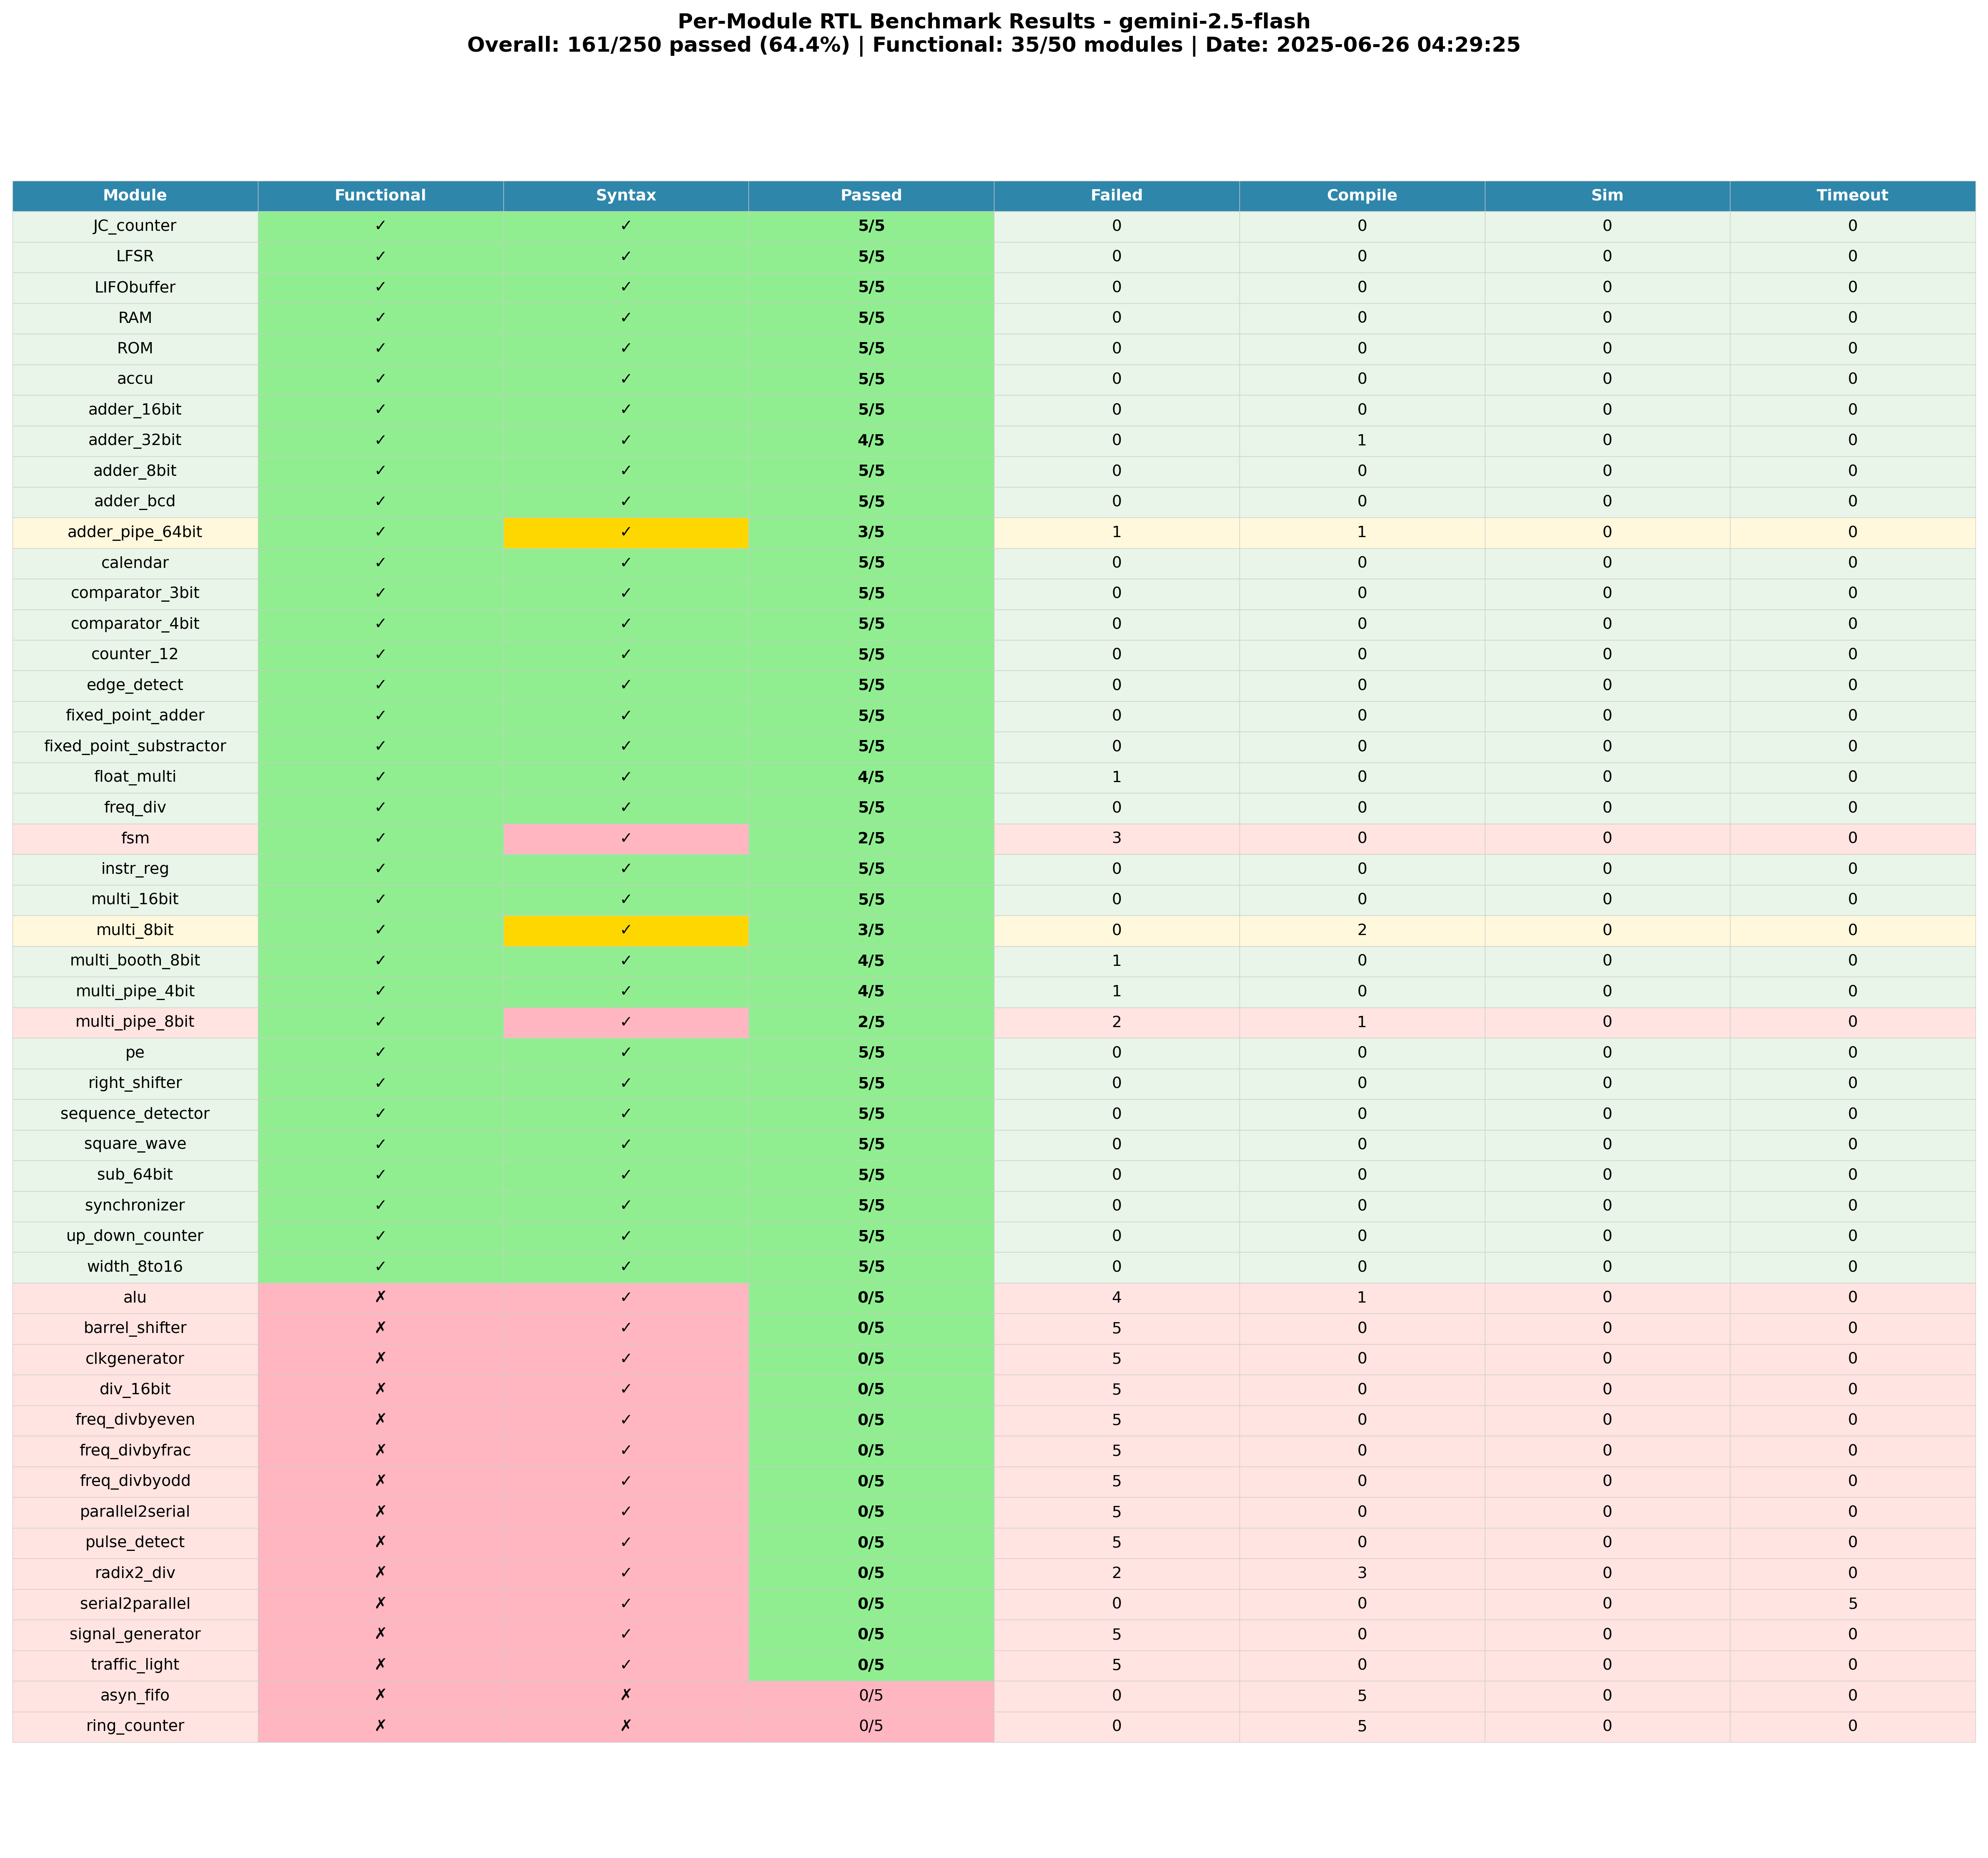 Per-Module RTL Benchmark Results - gemini-2.5-flash
Overall: 161/250 passed (64.4%) | Functional: 35/50 modules | Date: 2025-06-26 04:29:25
Module Functional Syntax Passed Failed Compile Sim Timeout
JC_counter ✓ ✓ 5/5 0 0 0 0
LFSR ✓ ✓ 5/5 0 0 0 0
LIFObuffer ✓ ✓ 5/5 0 0 0 0
RAM ✓ ✓ 5/5 0 0 0 0
ROM ✓ ✓ 5/5 0 0 0 0
accu ✓ ✓ 5/5 0 0 0 0
adder_16bit ✓ ✓ 5/5 0 0 0 0
adder_32bit ✓ ✓ 4/5 0 1 0 0
adder_8bit ✓ ✓ 5/5 0 0 0 0
adder_bcd ✓ ✓ 5/5 0 0 0 0
adder_pipe_64bit ✓ ✓ 3/5 1 1 0 0
calendar ✓ ✓ 5/5 0 0 0 0
comparator_3bit ✓ ✓ 5/5 0 0 0 0
comparator_4bit ✓ ✓ 5/5 0 0 0 0
counter_12 ✓ ✓ 5/5 0 0 0 0
edge_detect ✓ ✓ 5/5 0 0 0 0
fixed_point_adder ✓ ✓ 5/5 0 0 0 0
fixed_point_substractor ✓ ✓ 5/5 0 0 0 0
float_multi ✓ ✓ 4/5 1 0 0 0
freq_div ✓ ✓ 5/5 0 0 0 0
fsm ✓ ✓ 2/5 3 0 0 0
instr_reg ✓ ✓ 5/5 0 0 0 0
multi_16bit ✓ ✓ 5/5 0 0 0 0
multi_8bit ✓ ✓ 3/5 0 2 0 0
multi_booth_8bit ✓ ✓ 4/5 1 0 0 0
multi_pipe_4bit ✓ ✓ 4/5 1 0 0 0
multi_pipe_8bit ✓ ✓ 2/5 2 1 0 0
pe ✓ ✓ 5/5 0 0 0 0
right_shifter ✓ ✓ 5/5 0 0 0 0
sequence_detector ✓ ✓ 5/5 0 0 0 0
square_wave ✓ ✓ 5/5 0 0 0 0
sub_64bit ✓ ✓ 5/5 0 0 0 0
synchronizer ✓ ✓ 5/5 0 0 0 0
up_down_counter ✓ ✓ 5/5 0 0 0 0
width_8to16 ✓ ✓ 5/5 0 0 0 0
alu ✗ ✓ 0/5 4 1 0 0
barrel_shifter ✗ ✓ 0/5 5 0 0 0
clkgenerator ✗ ✓ 0/5 5 0 0 0
div_16bit ✗ ✓ 0/5 5 0 0 0
freq_divbyeven ✗ ✓ 0/5 5 0 0 0
freq_divbyfrac ✗ ✓ 0/5 5 0 0 0
freq_divbyodd ✗ ✓ 0/5 5 0 0 0
parallel2serial ✗ ✓ 0/5 5 0 0 0
pulse_detect ✗ ✓ 0/5 5 0 0 0
radix2_div ✗ ✓ 0/5 2 3 0 0
serial2parallel ✗ ✓ 0/5 0 0 0 5
signal_generator ✗ ✓ 0/5 5 0 0 0
traffic_light ✗ ✓ 0/5 5 0 0 0
asyn_fifo ✗ ✗ 0/5 0 5 0 0
ring_counter ✗ ✗ 0/5 0 5 0 0